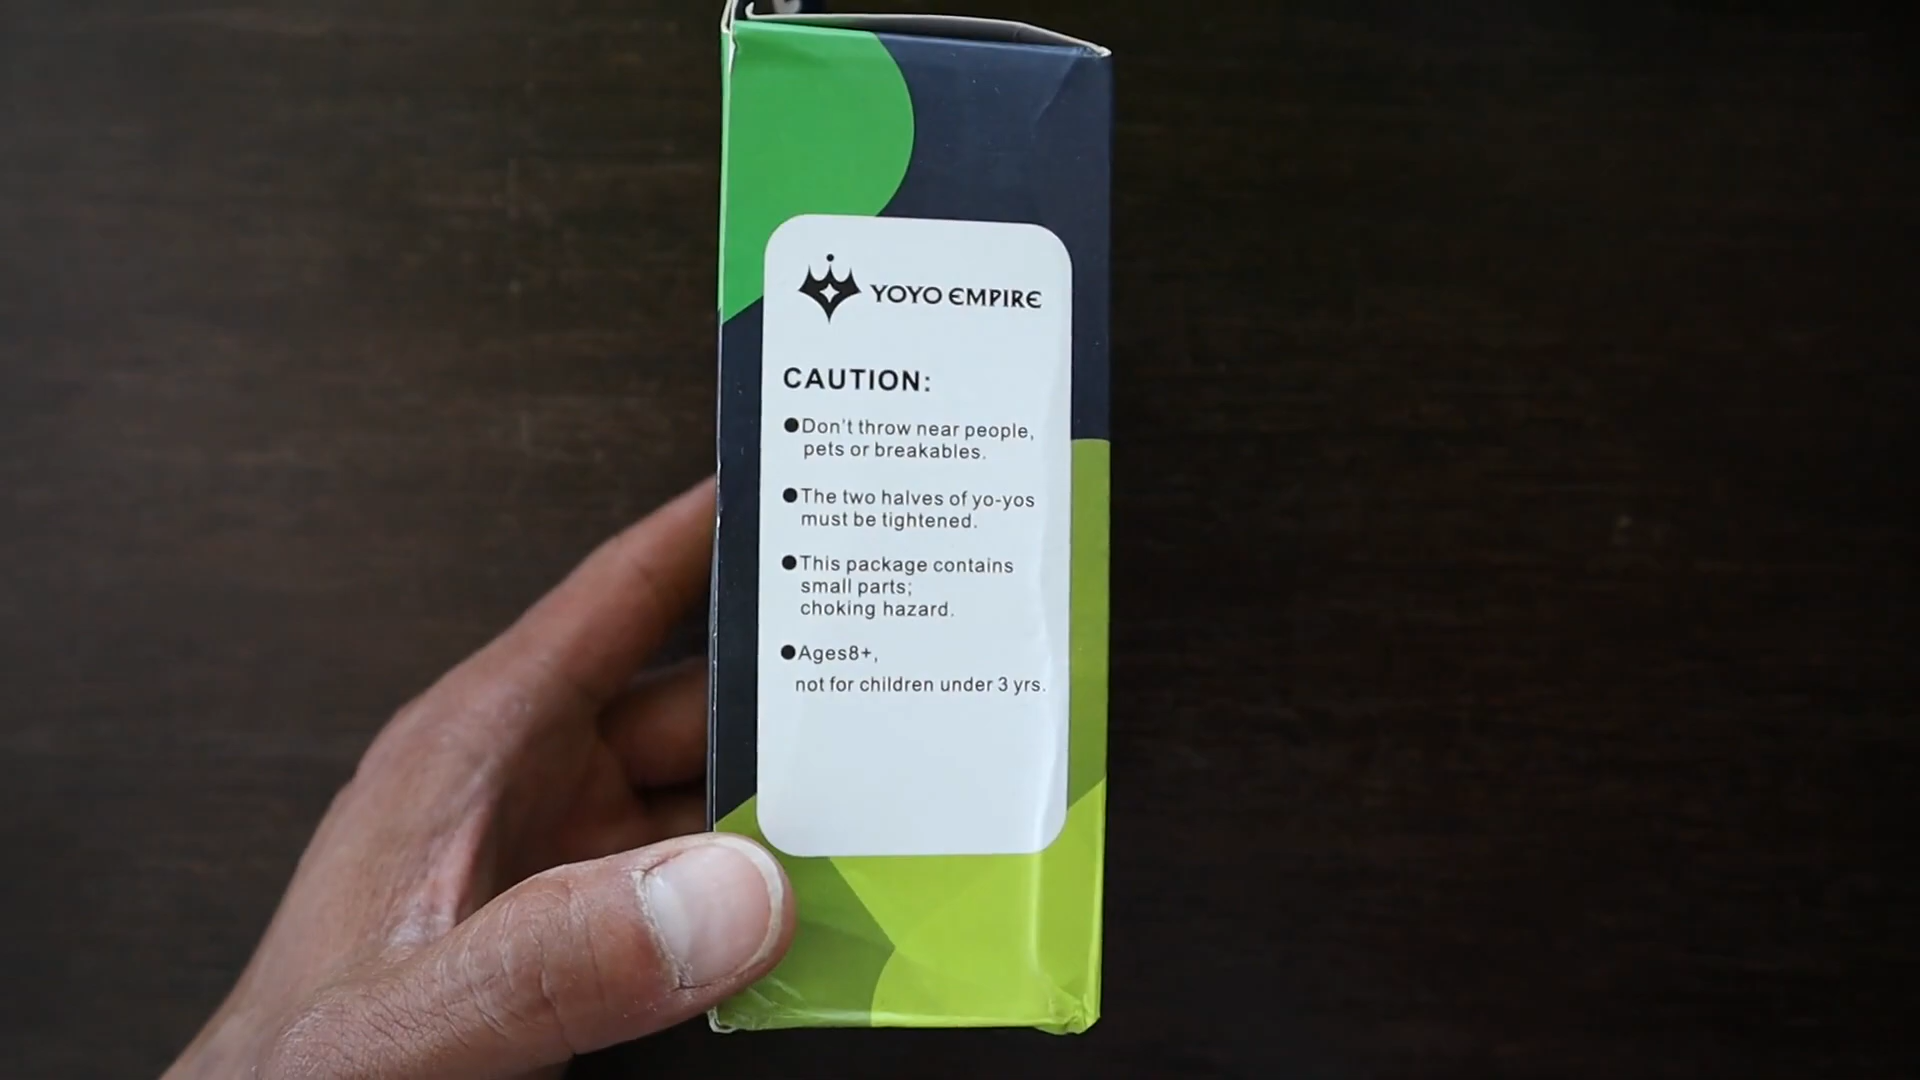 YOYO EMPIRE
CAUTION:
●Don't throw near people,
pets or breakables.
●The two halves of yo-yos
must be tightened.
●This package contains
small parts;
choking hazard.
●Ages8+,
not for children under 3 yrs.